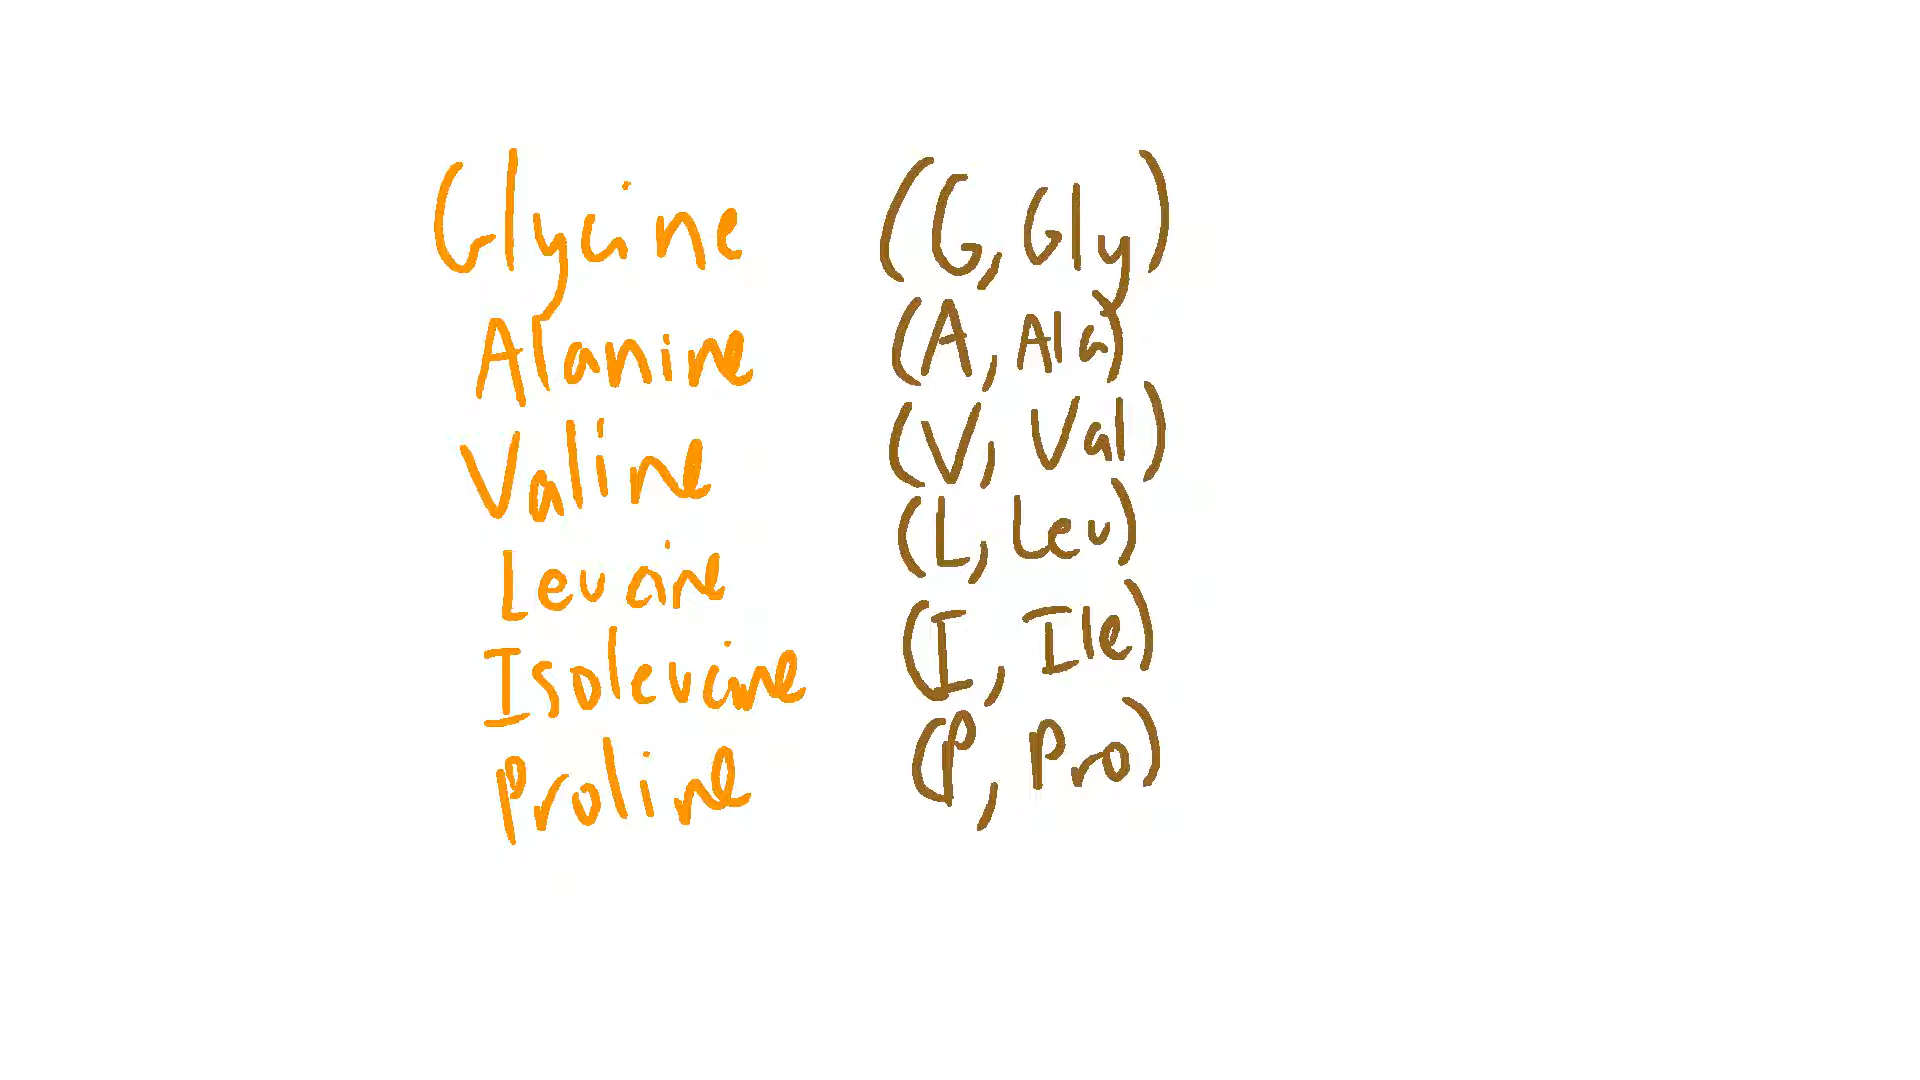 Glycine (G, Gly)
Alanine (A, Ala)
Valine (V, Val)
Leucine (L, Leu)
Isoleucine (I, Ile)
Proline (P, Pro)